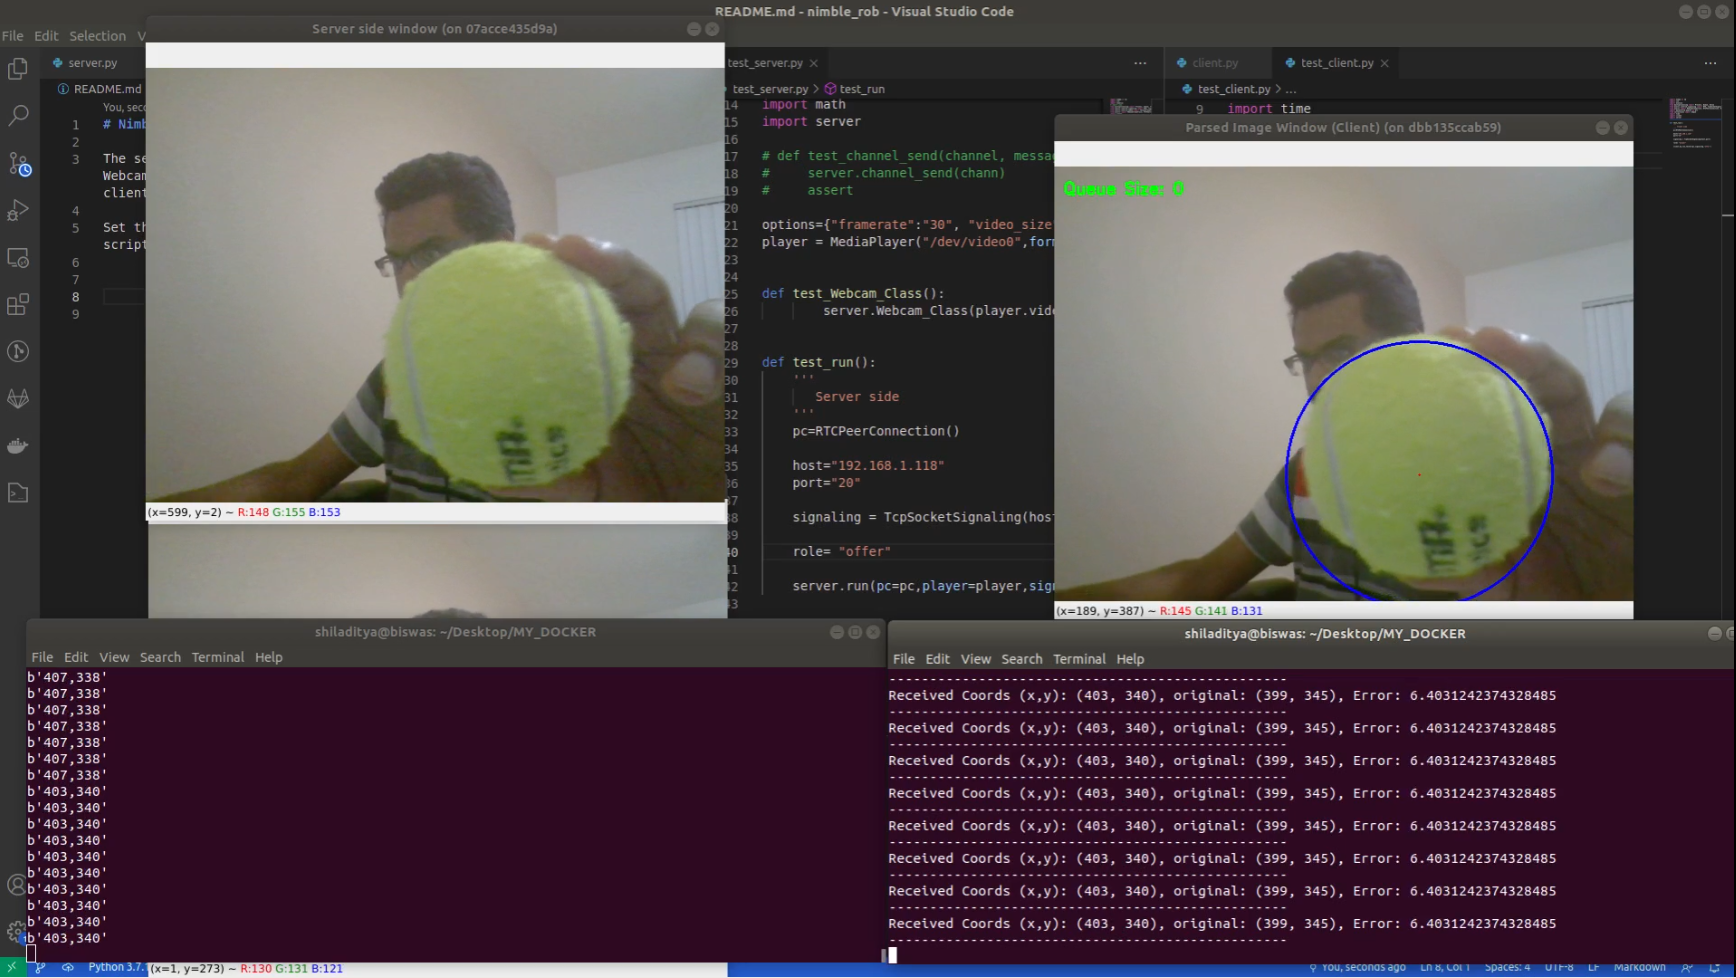 README.md - nimble_rob - Visual Studio Code
File Edit Selection V
Server side window (on 07acce435d9a)
server.py
README.md
You, seco
1 # Nimb
2
3 The se
Webcam
client
4
5 Set th
script
6
7
8
9
(x=599, y=2) ~ R:148 G:155 B:153
test_server.py
test_server.py > test_run
14 import math
15 import server
17 # def test_channel_send(channel, messa
18 # server.channel_send(chann)
19 # assert
20
21 options={"framerate":"30", "video_size"
22 player = MediaPlayer("/dev/video0",for
23
24
25 def test_Webcam_Class():
26 server.Webcam_Class(player.vide
27
28
29 def test_run():
30 '''
31 Server side
32 '''
33 pc=RTCPeerConnection()
34
35 host="192.168.1.118"
36 port="20"
37
38 signaling = TcpSocketSignaling(hos
39
40 role= "offer"
41
42 server.run(pc=pc,player=player,sig
43
client.py
test_client.py
test_client.py > ...
9 import time
Parsed Image Window (Client) (on dbb135ccab59)
Queue Size: 0
(x=189, y=387) ~ R:145 G:141 B:131
shiladitya@biswas: ~/Desktop/MY_DOCKER
File Edit View Search Terminal Help
b'407,338'
b'407,338'
b'407,338'
b'407,338'
b'407,338'
b'407,338'
b'407,338'
b'403,340'
b'403,340'
b'403,340'
b'403,340'
b'403,340'
b'403,340'
b'403,340'
b'403,340'
b'403,340'
b'403,340'
shiladitya@biswas: ~/Desktop/MY_DOCKER
File Edit View Search Terminal Help
-------------------------------------------------
Received Coords (x,y): (403, 340), original: (399, 345), Error: 6.4031242374328485
-------------------------------------------------
Received Coords (x,y): (403, 340), original: (399, 345), Error: 6.4031242374328485
-------------------------------------------------
Received Coords (x,y): (403, 340), original: (399, 345), Error: 6.4031242374328485
-------------------------------------------------
Received Coords (x,y): (403, 340), original: (399, 345), Error: 6.4031242374328485
-------------------------------------------------
Received Coords (x,y): (403, 340), original: (399, 345), Error: 6.4031242374328485
-------------------------------------------------
Received Coords (x,y): (403, 340), original: (399, 345), Error: 6.4031242374328485
-------------------------------------------------
Received Coords (x,y): (403, 340), original: (399, 345), Error: 6.4031242374328485
-------------------------------------------------
Received Coords (x,y): (403, 340), original: (399, 345), Error: 6.4031242374328485
-------------------------------------------------
Python 3.7.
(x=1, y=273) ~ R:130 G:131 B:121
You, seconds ago Ln 8, Col 1 Spaces: 4 UTF-8 LF Markdown